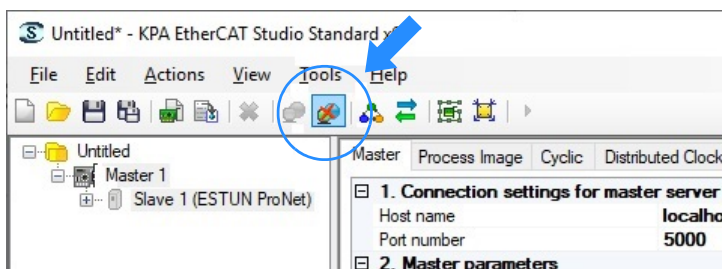 Untitled* - KPA EtherCAT Studio Standard
File Edit Actions View Tools Help
Untitled
Master 1
Slave 1 (ESTUN ProNet)
Master Process Image Cyclic Distributed Clock
1. Connection settings for master server
Host name localho
Port number 5000
2. Master parameters